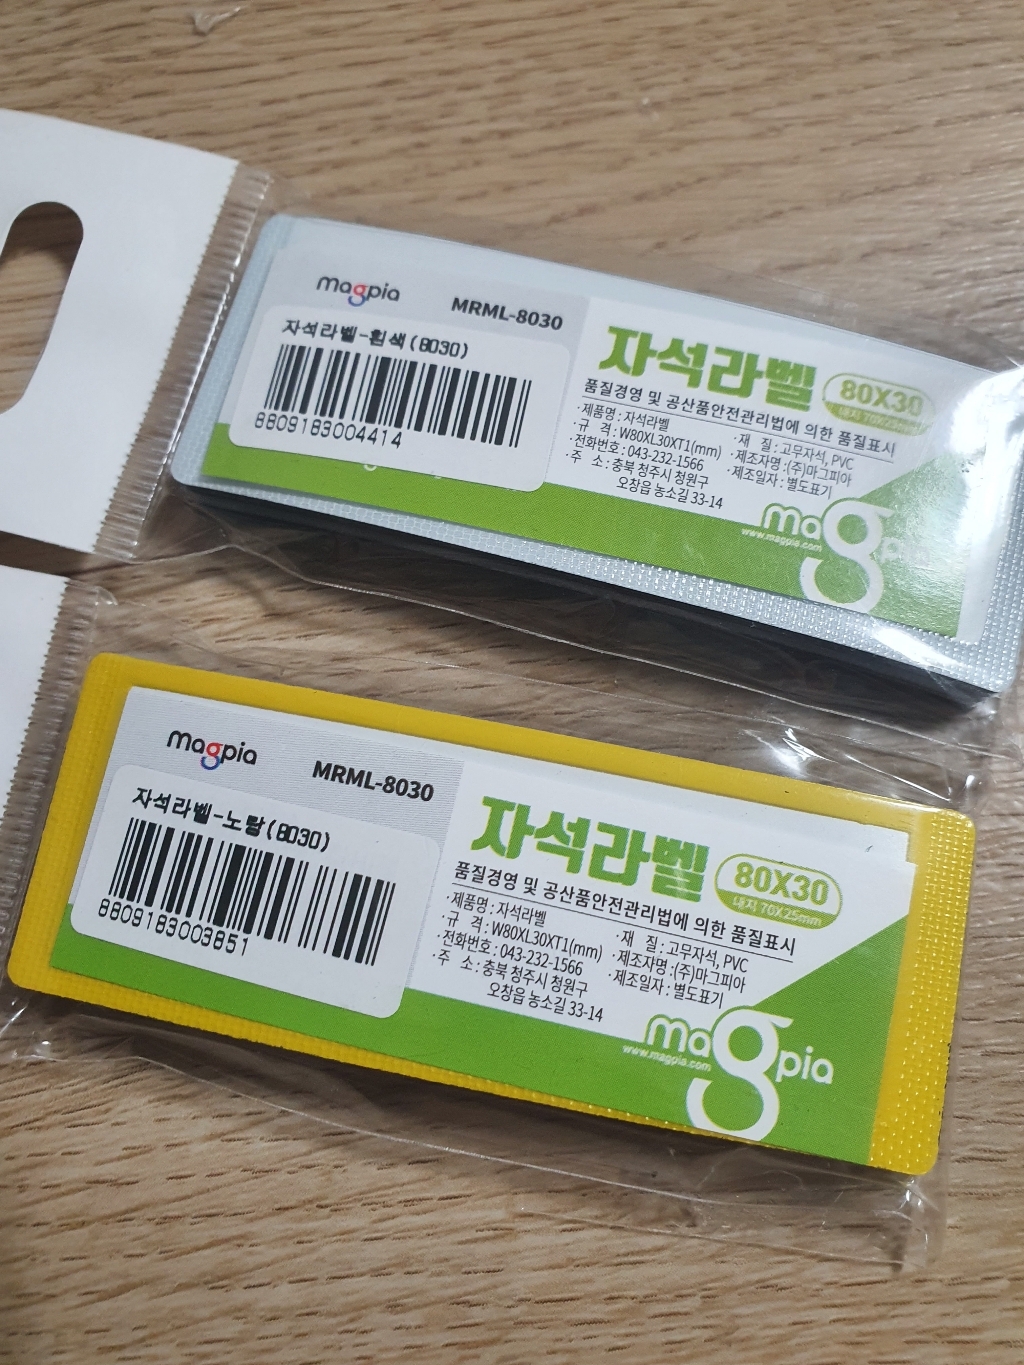 magpia
MRML-8030
자석라벨-흰색(8030)
8809183004414
자석라벨
80X30
내지 70X25mm
품질경영 및 공산품안전관리법에 의한 품질표시
·제품명 : 자석라벨
·규 격 : W80XL30XT1(mm)
·재 질 : 고무자석, PVC
·전화번호 : 043-232-1566
·제조자명 : (주)마그피아
·주 소 : 충북 청주시 청원구
·제조일자 : 별도표기
오창읍 농소길 33-14
www.magpia.com
magpia
magpia
MRML-8030
자석라벨-노랑(8030)
8809183003851
자석라벨
80X30
내지 70X25mm
품질경영 및 공산품안전관리법에 의한 품질표시
·제품명 : 자석라벨
·규 격 : W80XL30XT1(mm)
·재 질 : 고무자석, PVC
·전화번호 : 043-232-1566
·제조자명 : (주)마그피아
·주 소 : 충북 청주시 청원구
·제조일자 : 별도표기
오창읍 농소길 33-14
www.magpia.com
magpia